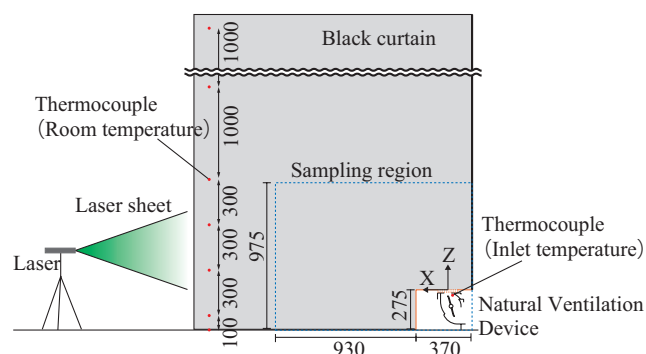 1000
Black curtain
Thermocouple
(Room temperature)
1000
Sampling region
Laser sheet
300
975
Thermocouple
(Inlet temperature)
300
Laser
X
Z
300
275
Natural Ventilation
Device
100
930
370